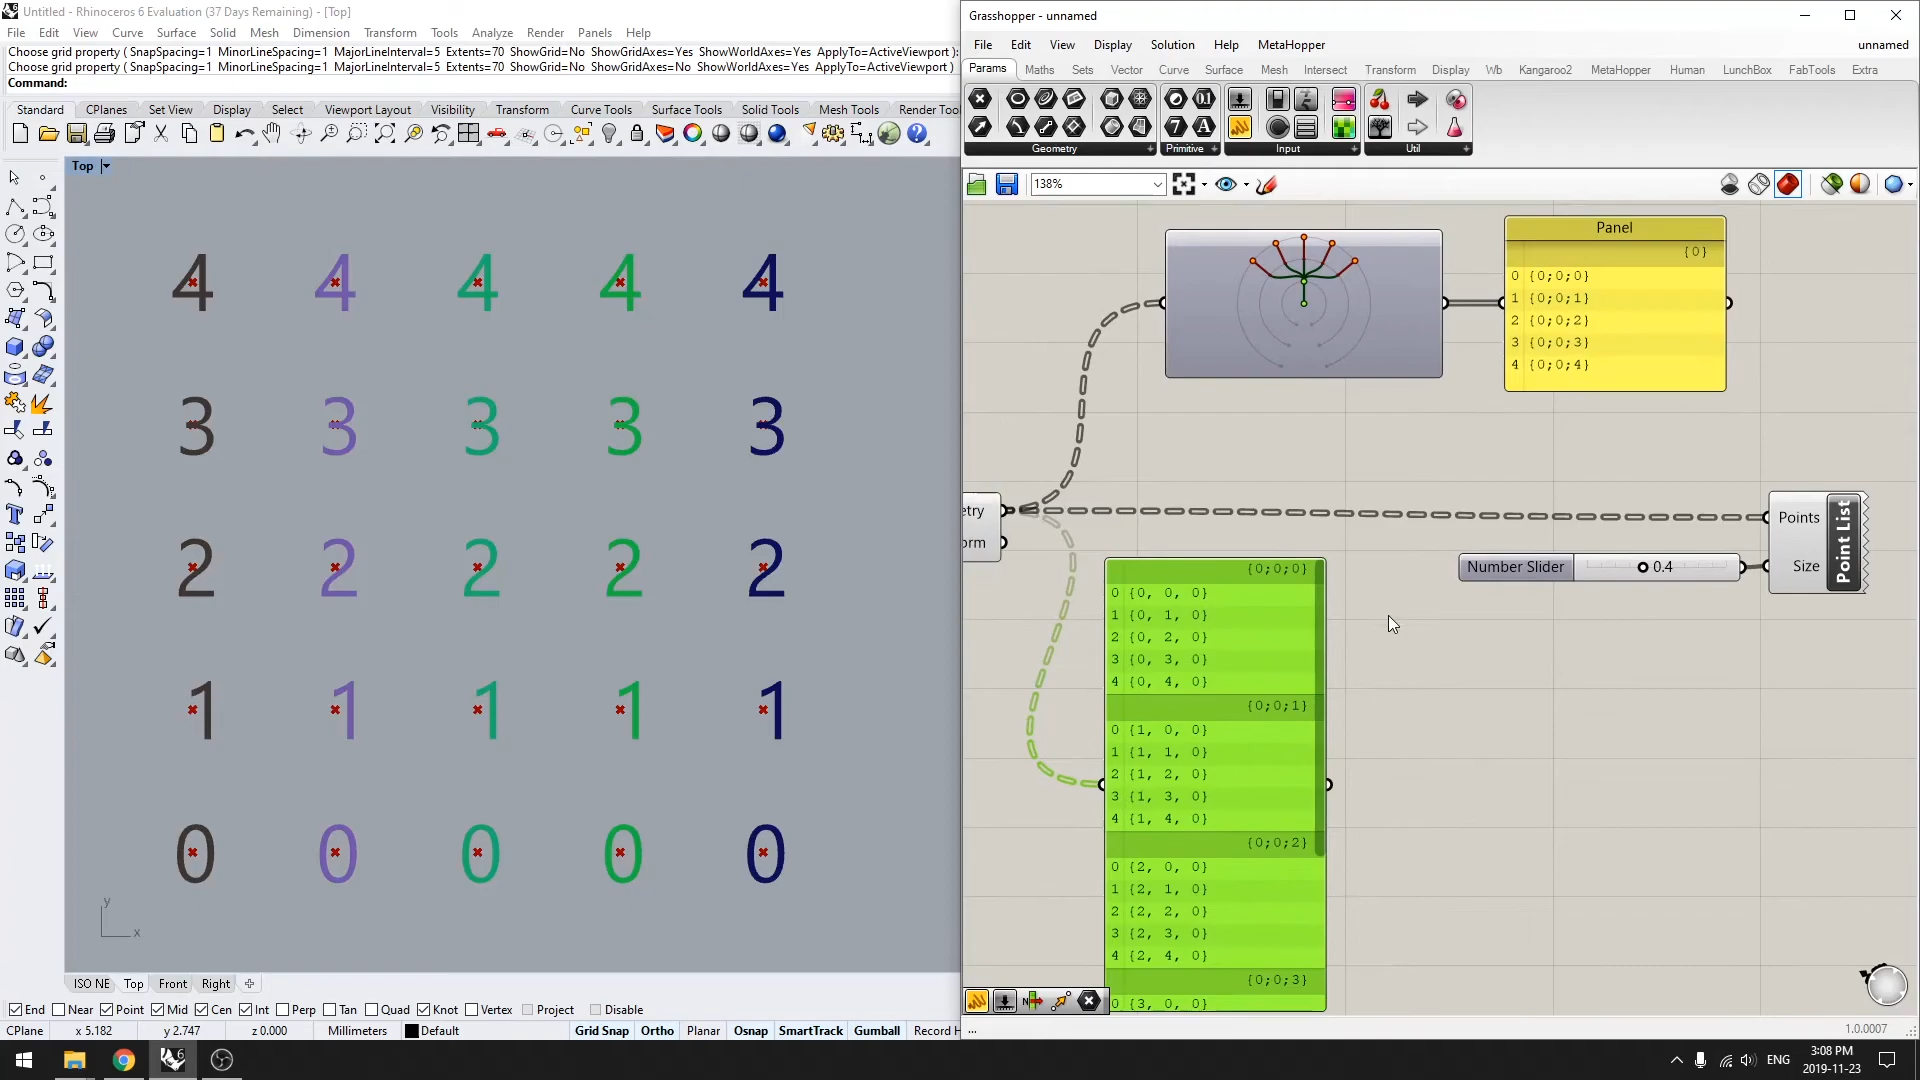 Untitled - Rhinoceros 6 Evaluation (37 Days Remaining) - [Top]
File Edit View Curve Surface Solid Mesh Dimension Transform Tools Analyze Render Panels Help
Choose grid property ( SnapSpacing=1 MinorLineSpacing=1 MajorLineInterval=5 Extents=70 ShowGrid=No ShowGridAxes=Yes ShowWorldAxes=Yes ApplyTo=ActiveViewport ):
Choose grid property ( SnapSpacing=1 MinorLineSpacing=1 MajorLineInterval=5 Extents=70 ShowGrid=No ShowGridAxes=No ShowWorldAxes=Yes ApplyTo=ActiveViewport )
Command:
Standard CPlanes Set View Display Select Viewport Layout Visibility Transform Curve Tools Surface Tools Solid Tools Mesh Tools Render Too
Top
4 4 4 4 4
3 3 3 3 3
2 2 2 2 2
1 1 1 1 1
0 0 0 0 0
y
x
ISO NE Top Front Right
End Near Point Mid Cen Int Perp Tan Quad Knot Vertex Project Disable
CPlane x 5.182 y 2.747 z 0.000 Millimeters Default Grid Snap Ortho Planar Osnap SmartTrack Gumball Record H
Grasshopper - unnamed
File Edit View Display Solution Help MetaHopper unnamed
Params Maths Sets Vector Curve Surface Mesh Intersect Transform Display Wb Kangaroo2 MetaHopper Human LunchBox FabTools Extra
Geometry Primitive Input Util
138%
Panel
{0}
0 {0;0;0}
1 {0;0;1}
2 {0;0;2}
3 {0;0;3}
4 {0;0;4}
etry
orm
Points
Size
Point List
Number Slider 0.4
{0;0;0}
0 {0, 0, 0}
1 {0, 1, 0}
2 {0, 2, 0}
3 {0, 3, 0}
4 {0, 4, 0}
{0;0;1}
0 {1, 0, 0}
1 {1, 1, 0}
2 {1, 2, 0}
3 {1, 3, 0}
4 {1, 4, 0}
{0;0;2}
0 {2, 0, 0}
1 {2, 1, 0}
2 {2, 2, 0}
3 {2, 3, 0}
4 {2, 4, 0}
{0;0;3}
0 {3, 0, 0}
...
1.0.0007
ENG
3:08 PM
2019-11-23